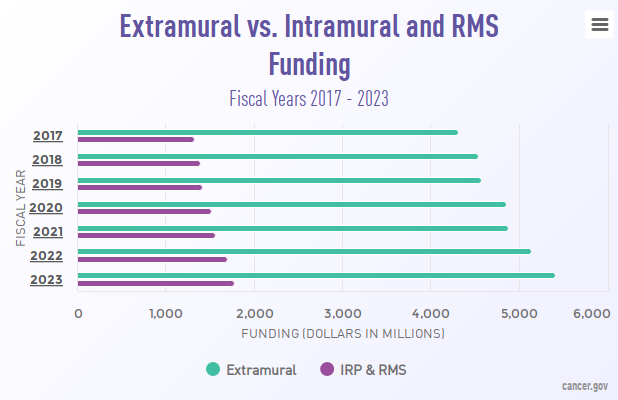 Extramural vs. Intramural and RMS
Funding
Fiscal Years 2017 - 2023
FISCAL YEAR
2017
2018
2019
2020
2021
2022
2023
0 1,000 2,000 3,000 4,000 5,000 6,000
FUNDING (DOLLARS IN MILLIONS)
Extramural IRP & RMS
cancer.gov